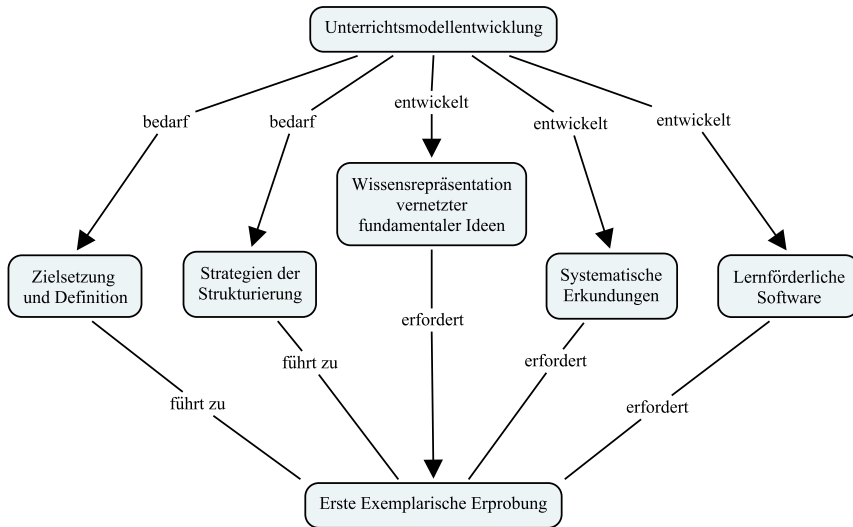 Unterrichtsmodellentwicklung
bedarf
bedarf
entwickelt
entwickelt
entwickelt
Wissensrepräsentation
vernetzter
fundamentaler Ideen
Zielsetzung
und Definition
Strategien der
Strukturierung
Systematische
Erkundungen
Lernförderliche
Software
führt zu
führt zu
erfordert
erfordert
erfordert
Erste Exemplarische Erprobung